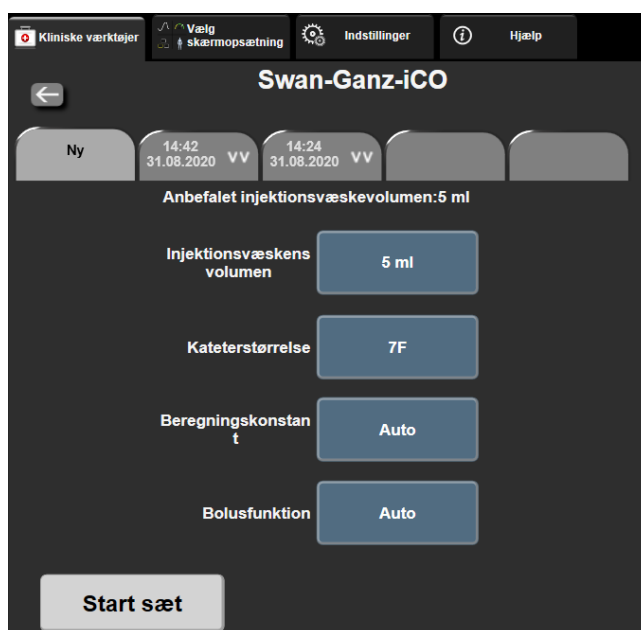 Kliniske værktøjer
Vælg
skærmopsætning
Indstillinger
Hjælp
Swan-Ganz-iCO
Ny
14:42
31.08.2020
VV
14:24
31.08.2020
VV
Anbefalet injektionsvæskevolumen:5 ml
Injektionsvæskens
volumen
5 ml
Kateterstørrelse
7F
Beregningskonstan
t
Auto
Bolusfunktion
Auto
Start sæt